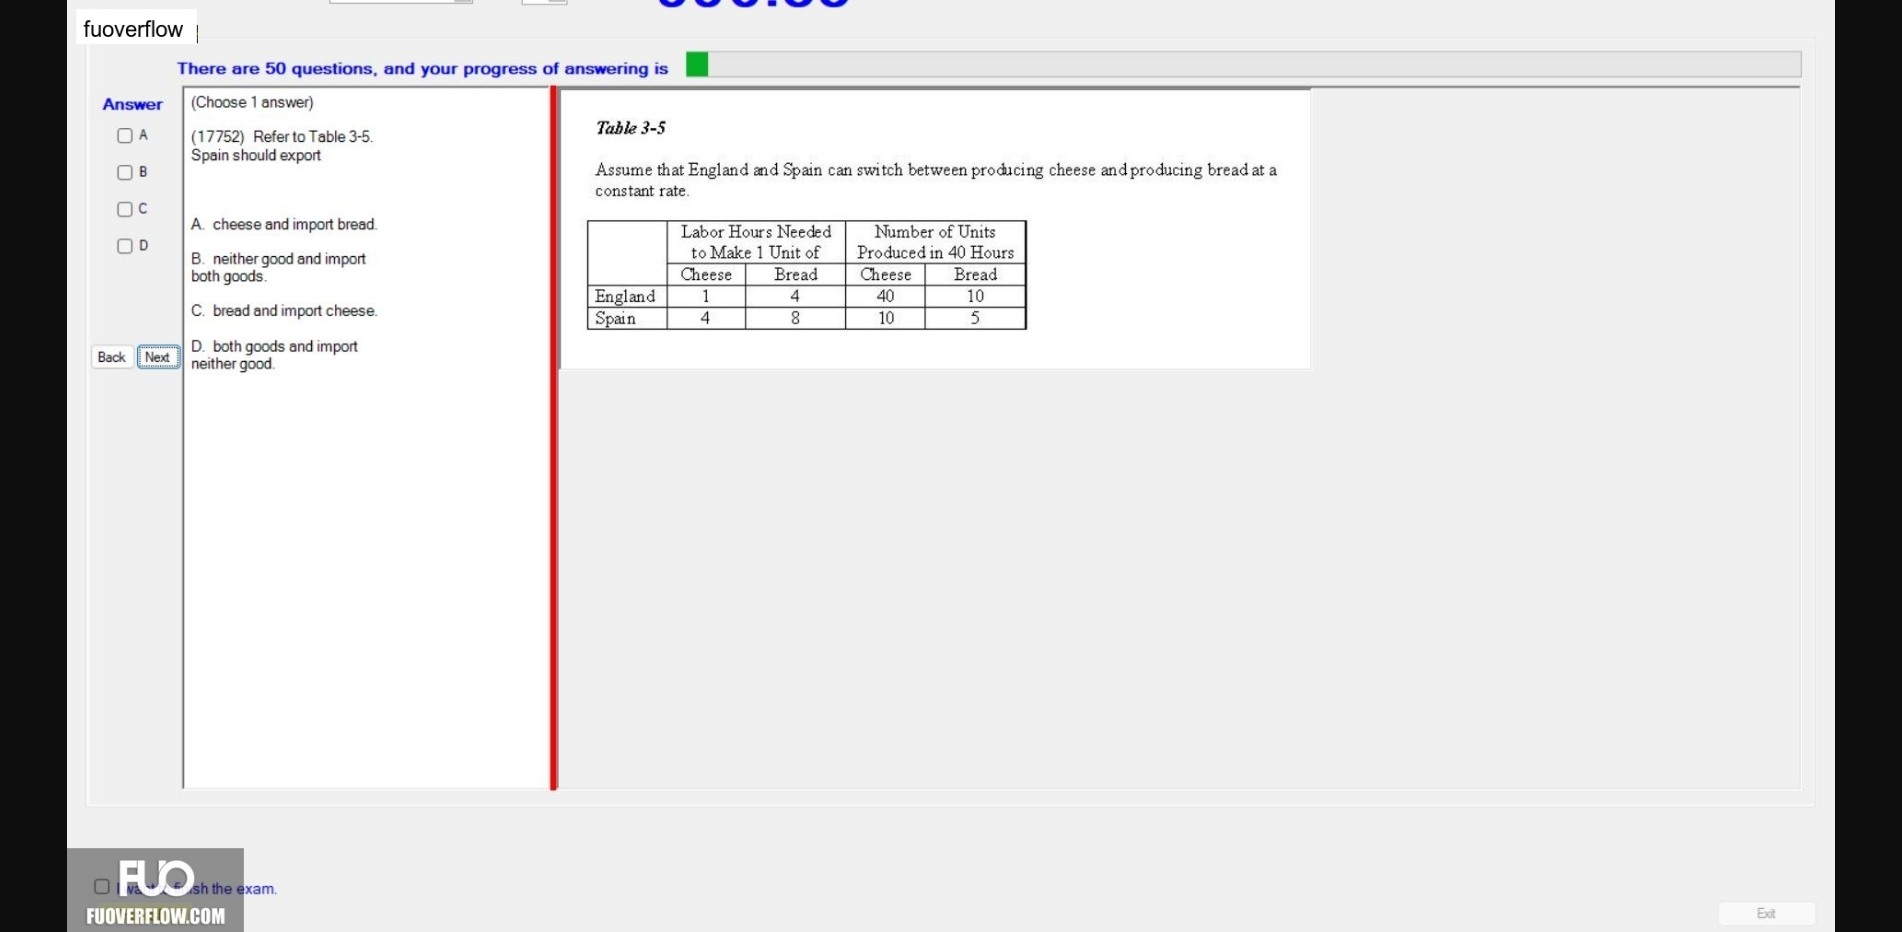 fuoverflow
There are 50 questions, and your progress of answering is
Answer
A
B
C
D
Back
Next
(Choose 1 answer)
(17752) Refer to Table 3-5.
Spain should export
A. cheese and import bread.
B. neither good and import
both goods.
C. bread and import cheese.
D. both goods and import
neither good.
Table 3-5
Assume that England and Spain can switch between producing cheese and producing bread at a
constant rate.
Labor Hours Needed Number of Units
to Make 1 Unit of Produced in 40 Hours
Cheese Bread Cheese Bread
England 1 4 40 10
Spain 4 8 10 5
FUO
I want finish the exam.
FUOVERFLOW.COM
Exit